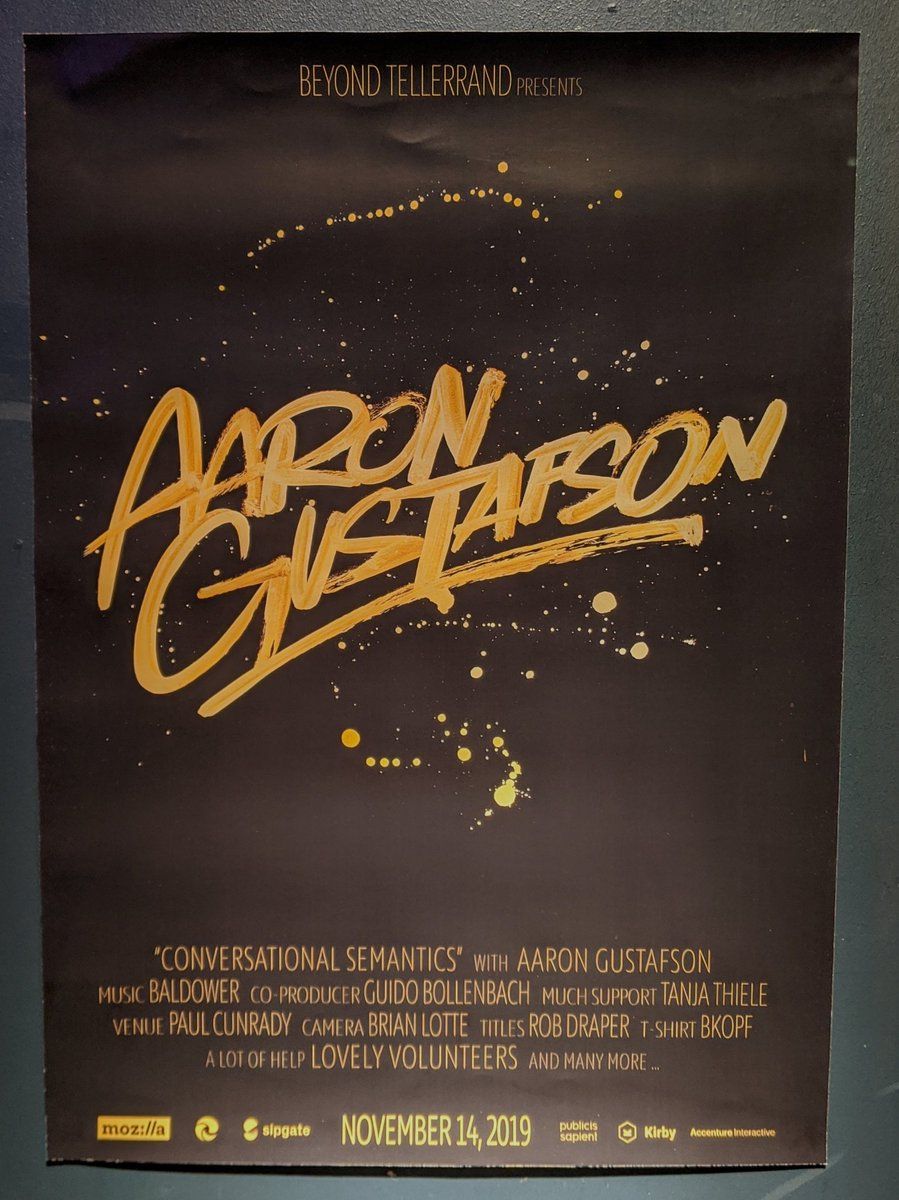 BEYOND TELLERRAND PRESENTS
AARON
GUSTAFSON
"CONVERSATIONAL SEMANTICS" WITH AARON GUSTAFSON
MUSIC BALDOWER CO-PRODUCER GUIDO BOLLENBACH MUCH SUPPORT TANJA THIELE
VENUE PAUL CUNRADY CAMERA BRIAN LOTTE TITLES ROB DRAPER T-SHIRT BKOPF
A LOT OF HELP LOVELY VOLUNTEERS AND MANY MORE ...
moz://a sipgate NOVEMBER 14, 2019 publicis sapient Kirby Accenture Interactive